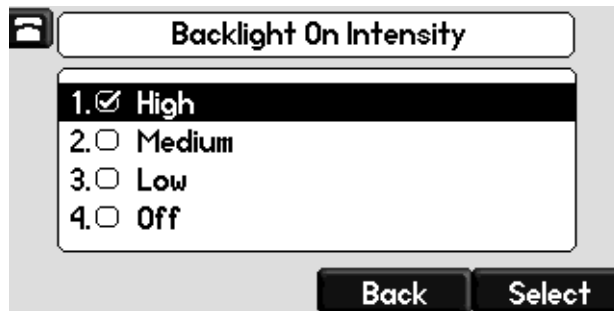 Backlight On Intensity
1. High
2. Medium
3. Low
4. Off
Back Select